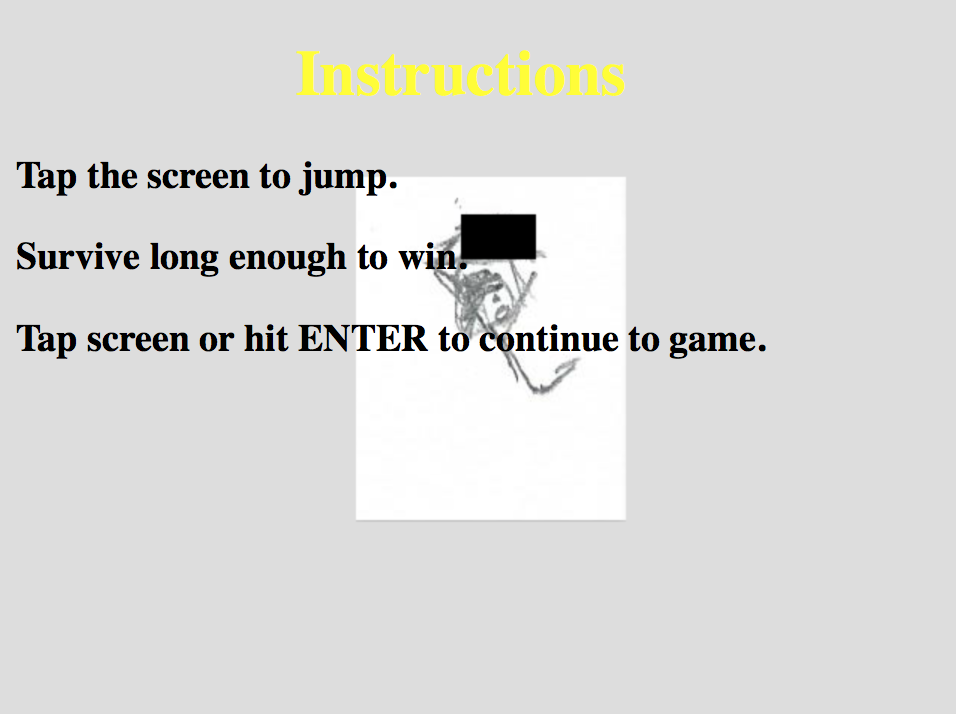 Instructions
Tap the screen to jump.
Survive long enough to win.
Tap screen or hit ENTER to continue to game.